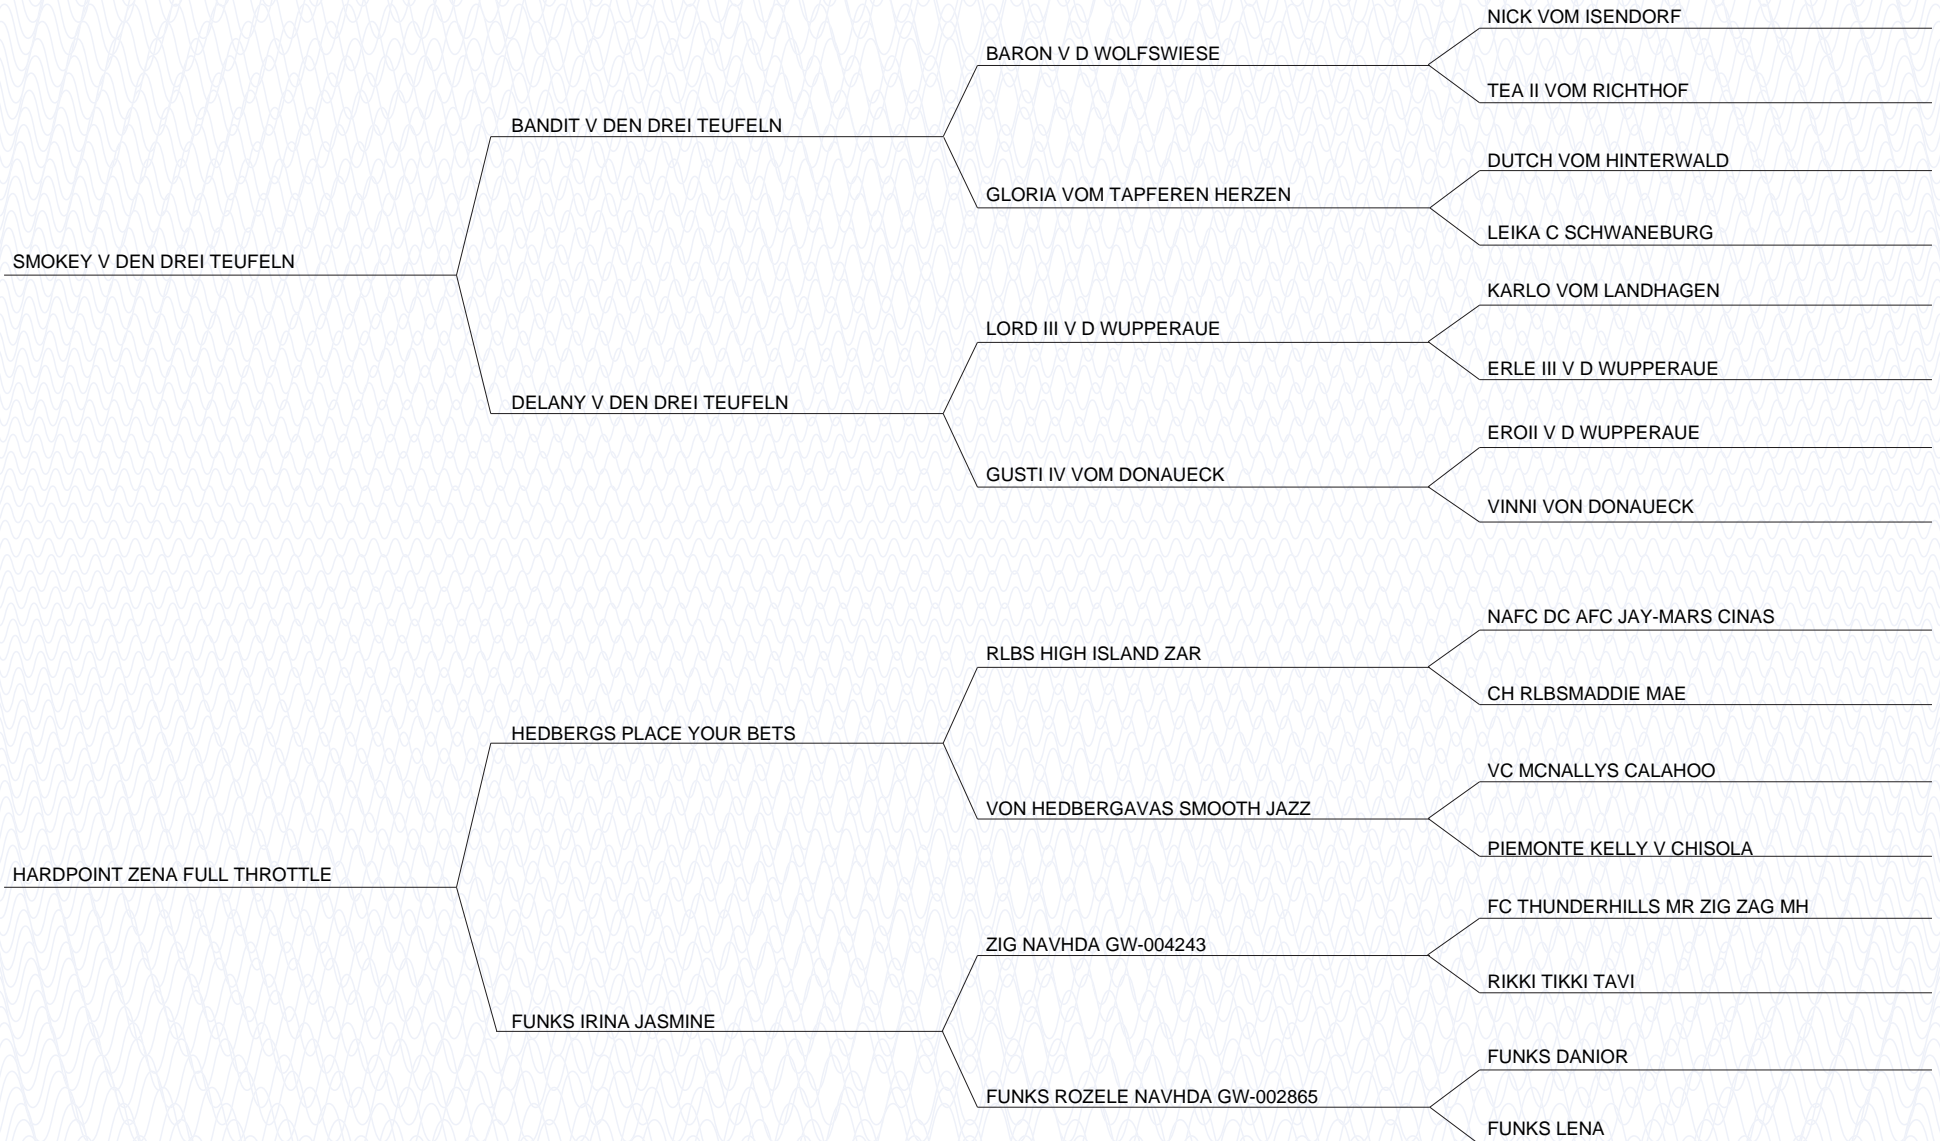 NICK VOM ISENDORF
BARON V D WOLFSWIESE
TEA II VOM RICHTHOF
BANDIT V DEN DREI TEUFELN
DUTCH VOM HINTERWALD
GLORIA VOM TAPFEREN HERZEN
LEIKA C SCHWANEBURG
SMOKEY V DEN DREI TEUFELN
KARLO VOM LANDHAGEN
LORD III V D WUPPERAUE
ERLE III V D WUPPERAUE
DELANY V DEN DREI TEUFELN
EROII V D WUPPERAUE
GUSTI IV VOM DONAUECK
VINNI VON DONAUECK
NAFC DC AFC JAY-MARS CINAS
RLBS HIGH ISLAND ZAR
CH RLBSMADDIE MAE
HEDBERGS PLACE YOUR BETS
VC MCNALLYS CALAHOO
VON HEDBERGAVAS SMOOTH JAZZ
PIEMONTE KELLY V CHISOLA
HARDPOINT ZENA FULL THROTTLE
FC THUNDERHILLS MR ZIG ZAG MH
ZIG NAVHDA GW-004243
RIKKI TIKKI TAVI
FUNKS IRINA JASMINE
FUNKS DANIOR
FUNKS ROZELE NAVHDA GW-002865
FUNKS LENA